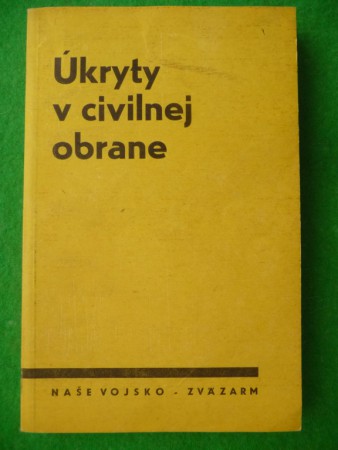 Úkryty
v civilnej
obrane
NAŠE VOJSKO - ZVÄZARM